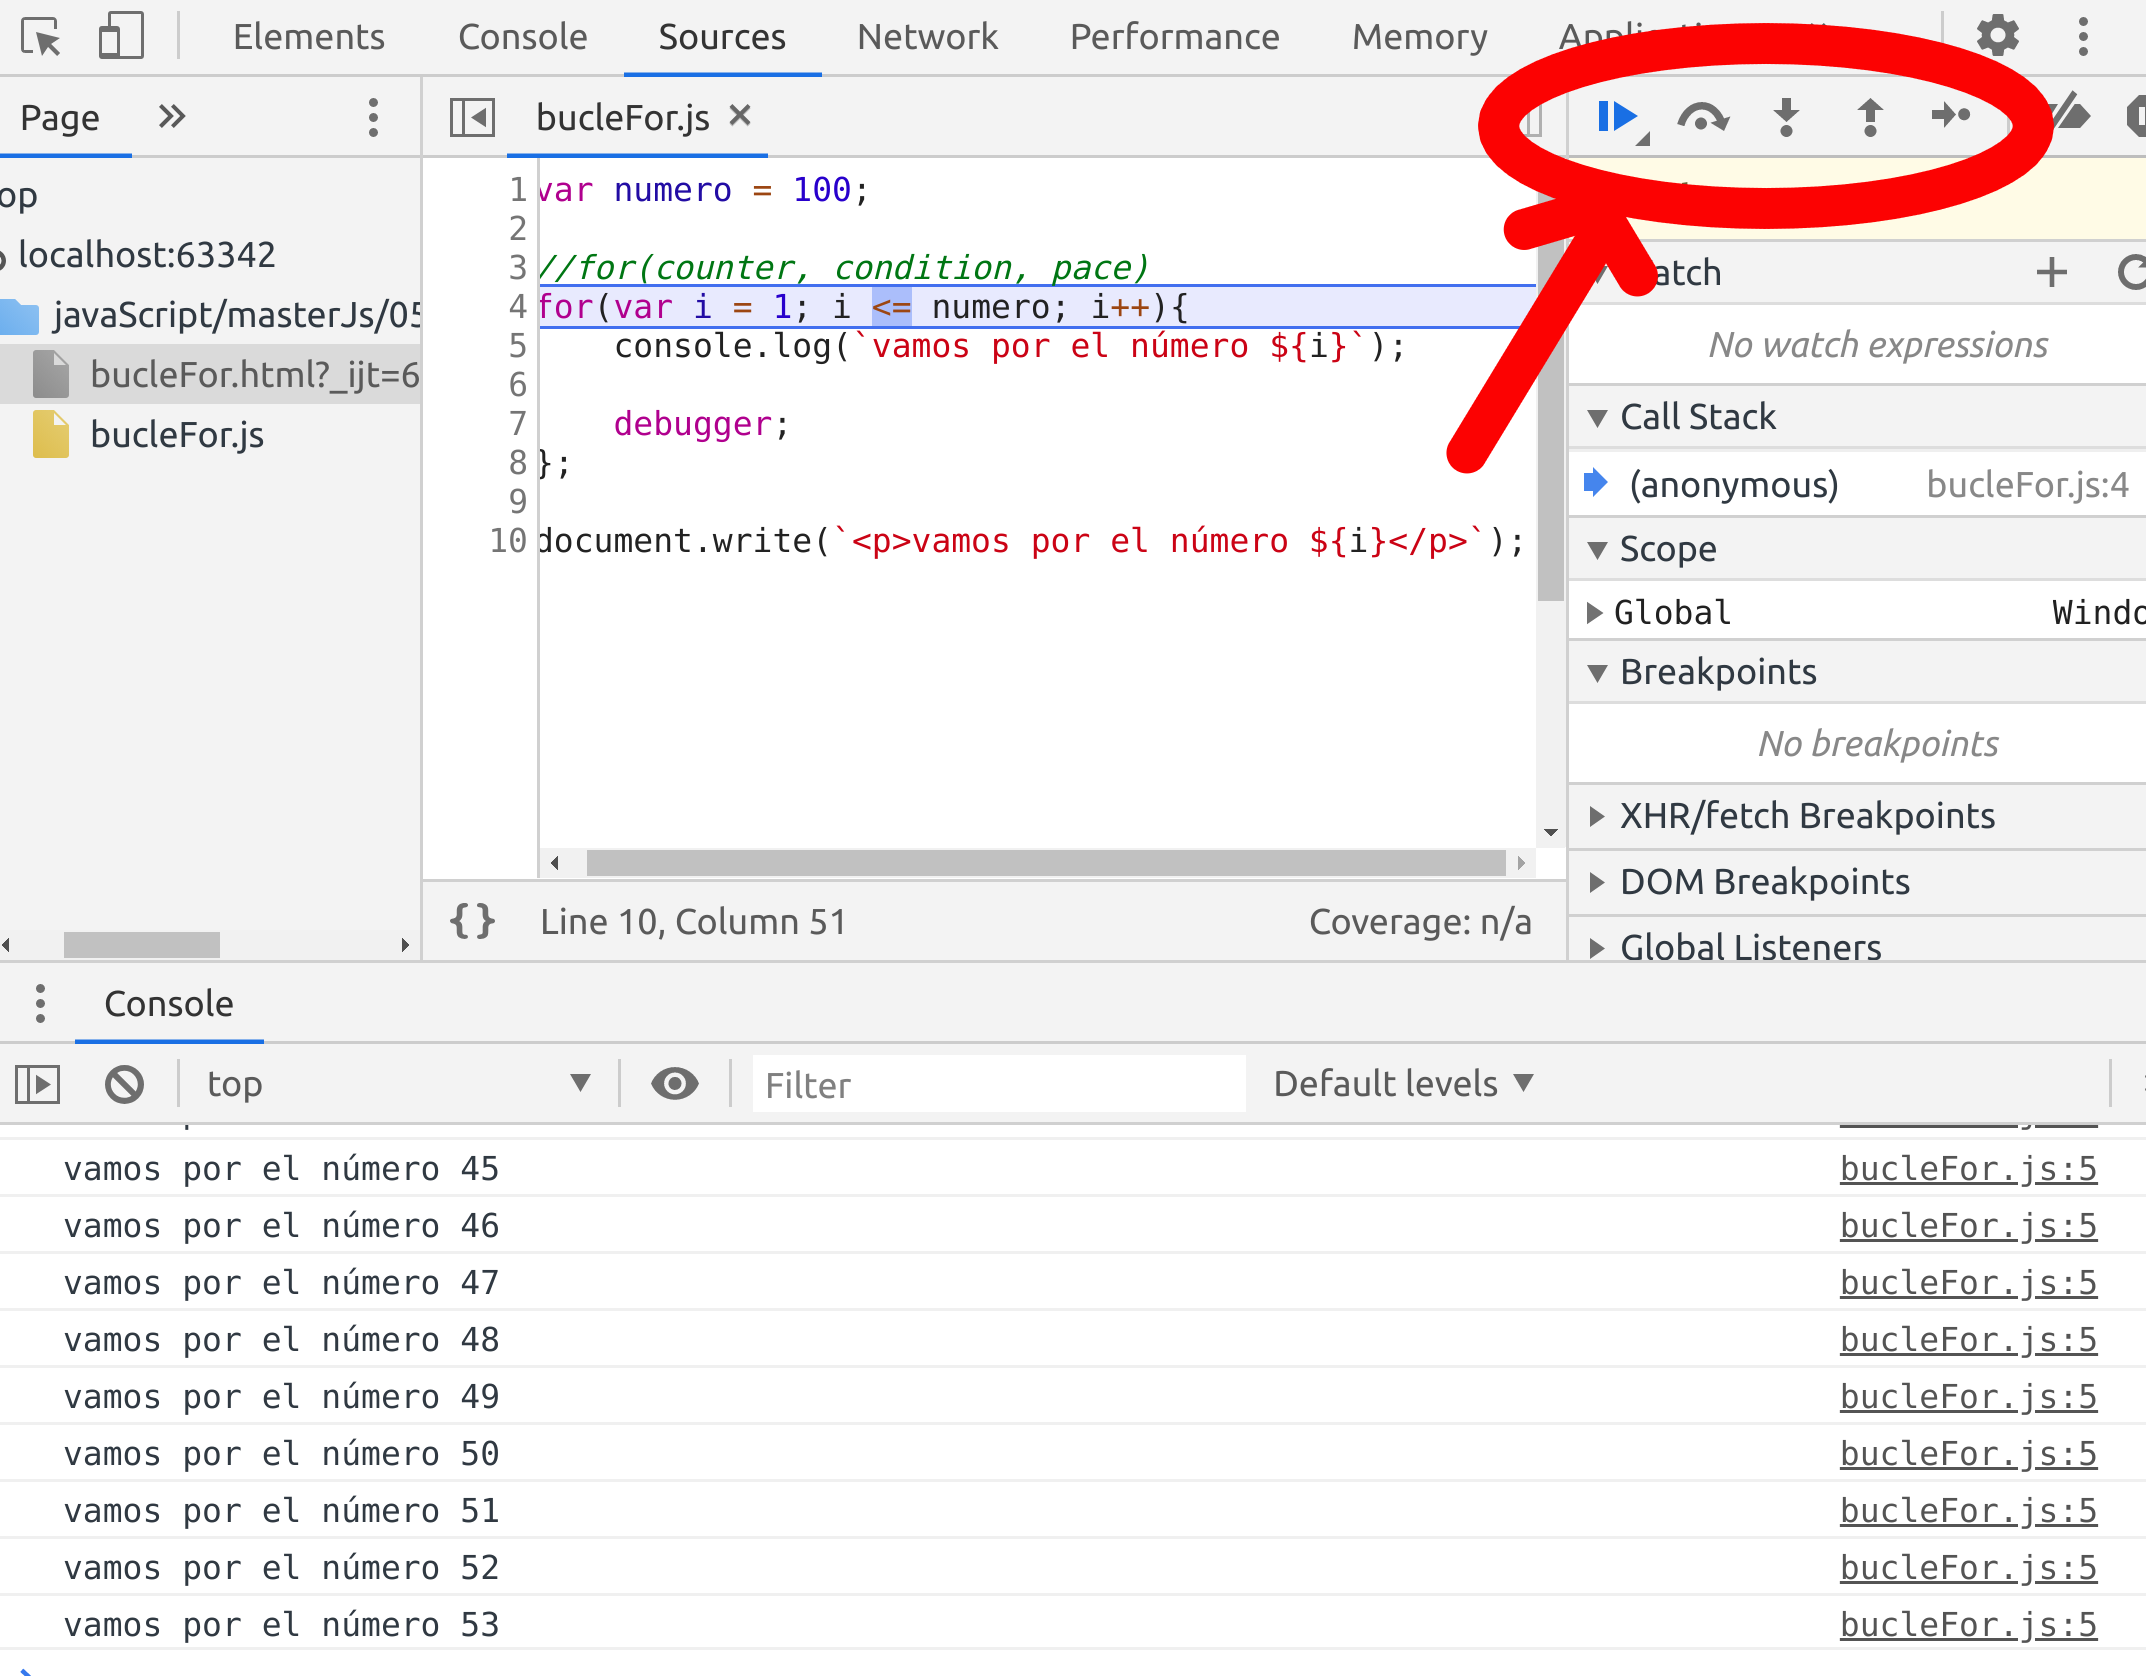 Elements Console Sources Network Performance Memory
Page
bucleFor.js
op
localhost:63342
javaScript/masterJs/05
bucleFor.html?_ijt=6
bucleFor.js
1 var numero = 100;
2
3 //for(counter, condition, pace)
4 for(var i = 1; i <= numero; i++){
5 console.log(`vamos por el número ${i}`);
6
7 debugger;
8 };
9
10 document.write(`<p>vamos por el número ${i}</p>`);
{} Line 10, Column 51 Coverage: n/a
atch
No watch expressions
Call Stack
(anonymous) bucleFor.js:4
Scope
Global Windo
Breakpoints
No breakpoints
XHR/fetch Breakpoints
DOM Breakpoints
Global Listeners
Console
top Filter Default levels
vamos por el número 45 bucleFor.js:5
vamos por el número 46 bucleFor.js:5
vamos por el número 47 bucleFor.js:5
vamos por el número 48 bucleFor.js:5
vamos por el número 49 bucleFor.js:5
vamos por el número 50 bucleFor.js:5
vamos por el número 51 bucleFor.js:5
vamos por el número 52 bucleFor.js:5
vamos por el número 53 bucleFor.js:5